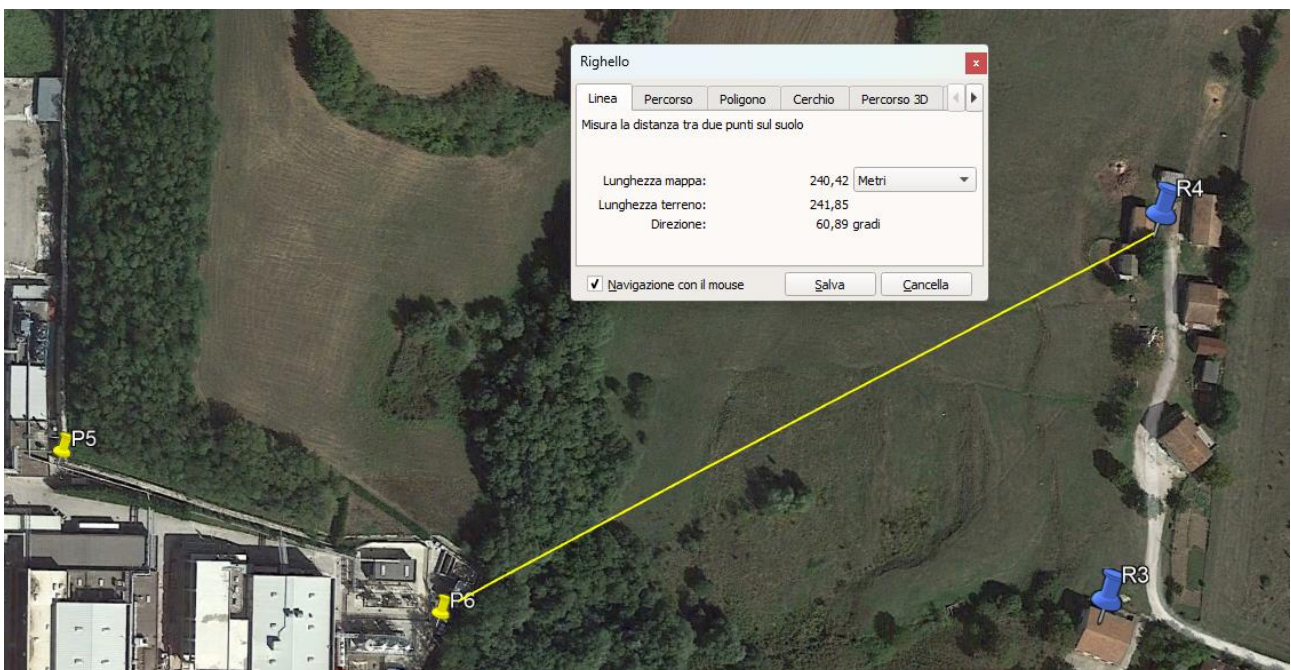 Righello
x
Linea Percorso Poligono Cerchio Percorso 3D
Misura la distanza tra due punti sul suolo
Lunghezza mappa: 240,42 Metri
Lunghezza terreno: 241,85
Direzione: 60,89 gradi
Navigazione con il mouse Salva Cancella
R4
P5
R3
P6